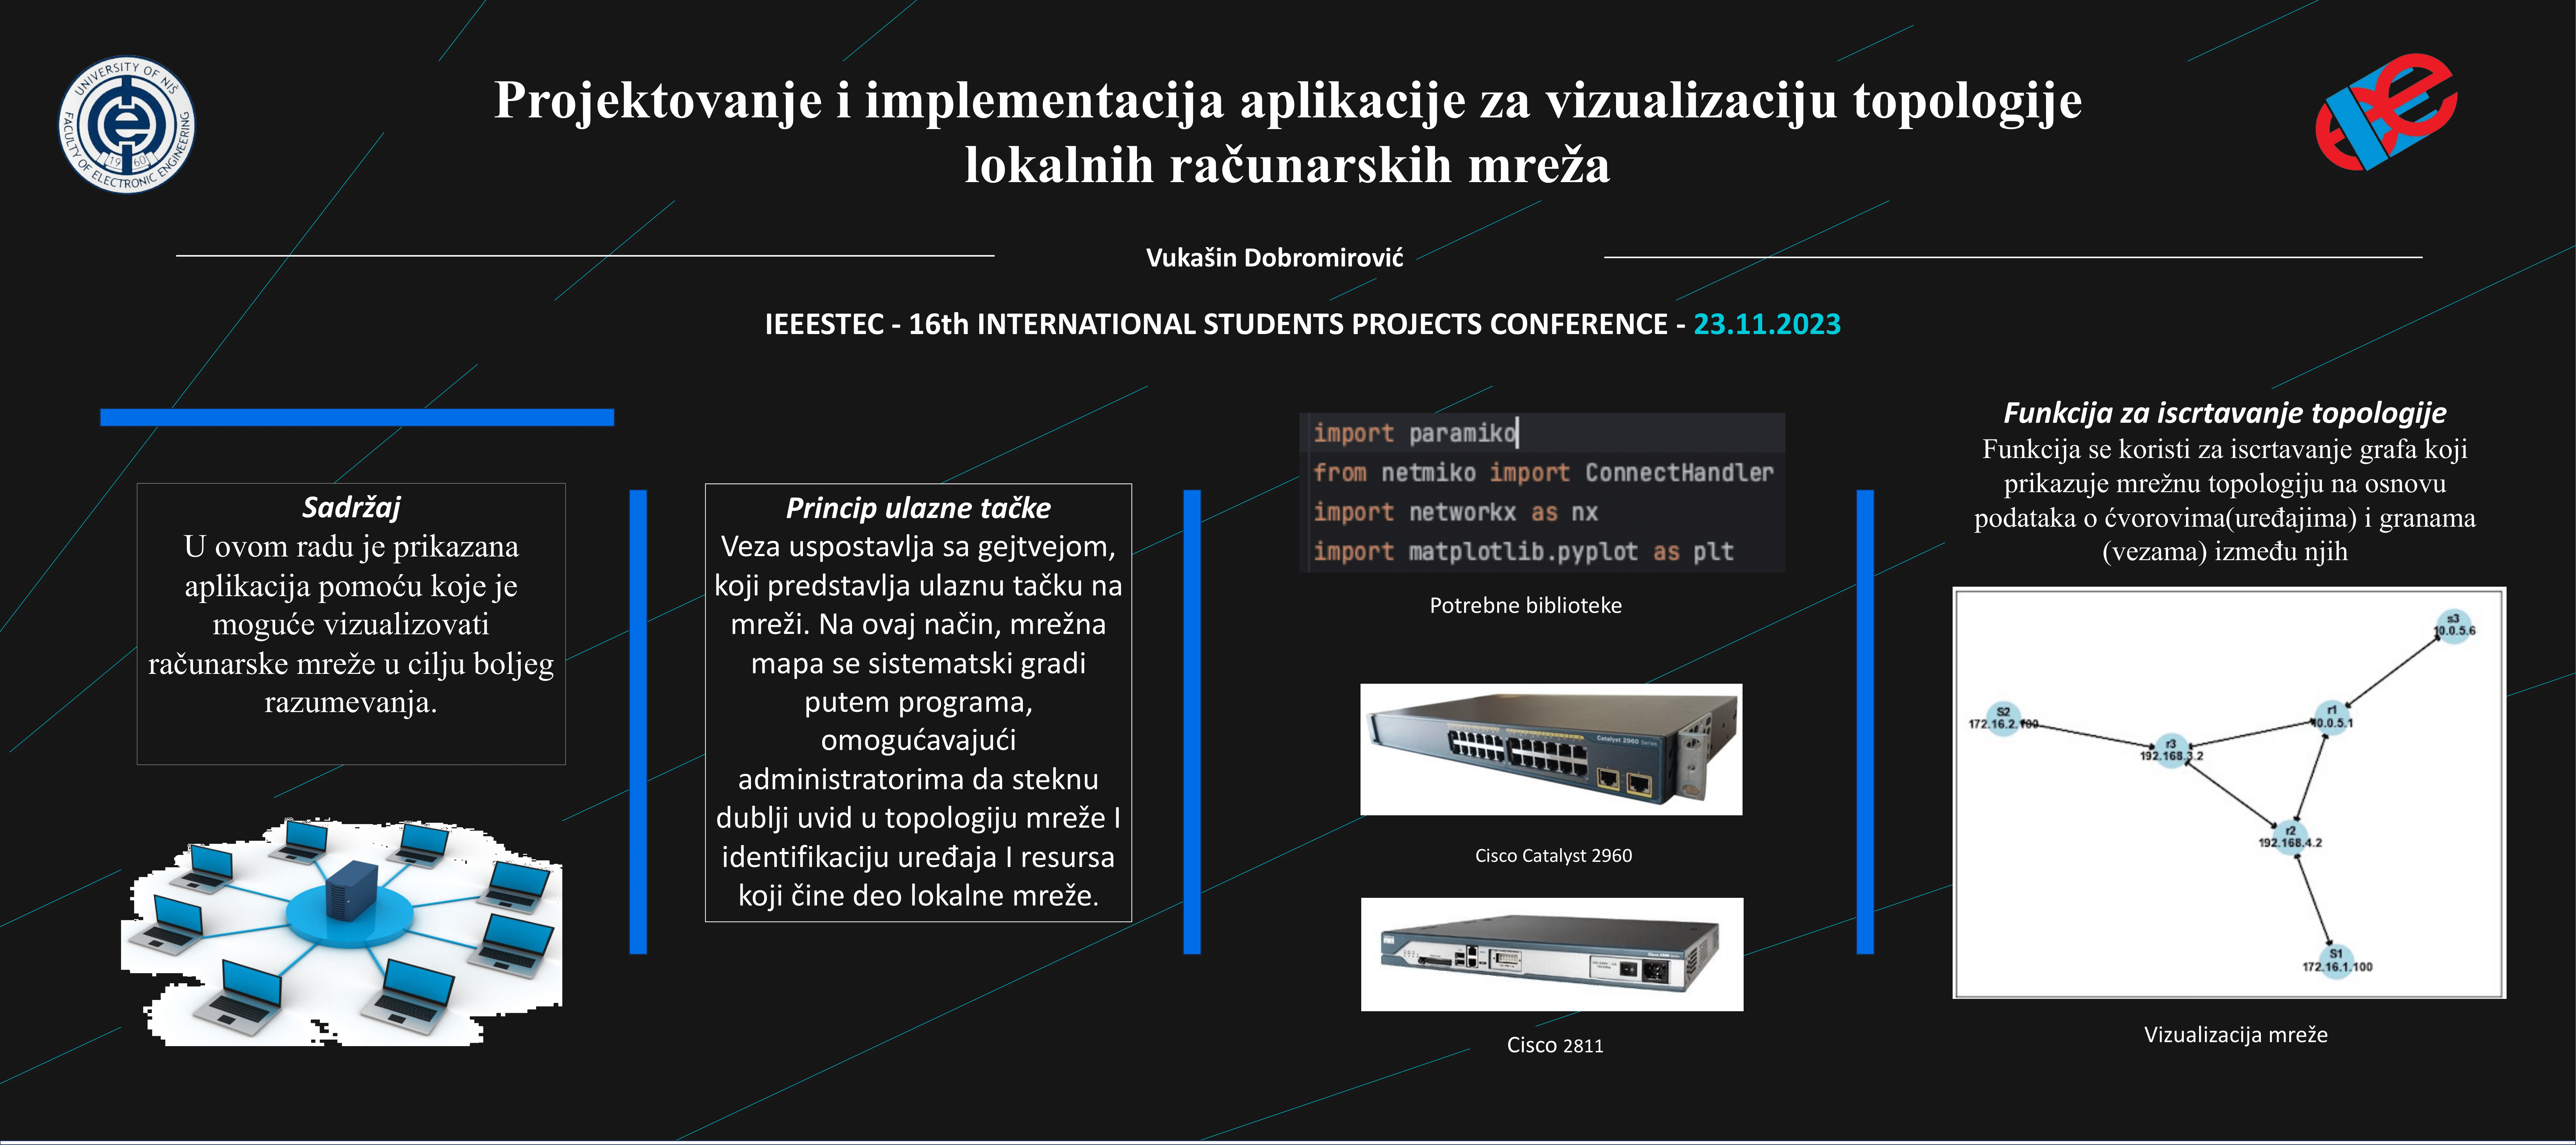 UNIVERSITY OF NIŠ
FACULTY OF ELECTRONIC ENGINEERING
1960
Projektovanje i implementacija aplikacije za vizualizaciju topologije
lokalnih računarskih mreža
Vukašin Dobromirović
IEEESTEC - 16th INTERNATIONAL STUDENTS PROJECTS CONFERENCE - 23.11.2023
Sadržaj
U ovom radu je prikazana
aplikacija pomoću koje je
moguće vizualizovati
računarske mreže u cilju boljeg
razumevanja.
Princip ulazne tačke
Veza uspostavlja sa gejtvejom,
koji predstavlja ulaznu tačku na
mreži. Na ovaj način, mrežna
mapa se sistematski gradi
putem programa,
omogućavajući
administratorima da steknu
dublji uvid u topologiju mreže I
identifikaciju uređaja I resursa
koji čine deo lokalne mreže.
import paramiko
from netmiko import ConnectHandler
import networkx as nx
import matplotlib.pyplot as plt
Potrebne biblioteke
Catalyst 2960 Series
Cisco Catalyst 2960
Cisco 2811
Funkcija za iscrtavanje topologije
Funkcija se koristi za iscrtavanje grafa koji
prikazuje mrežnu topologiju na osnovu
podataka o ćvorovima(uređajima) i granama
(vezama) između njih
s3
10.0.5.6
S2
172.16.2.100
r1
10.0.5.1
r3
192.168.3.2
r2
192.168.4.2
S1
172.16.1.100
Vizualizacija mreže